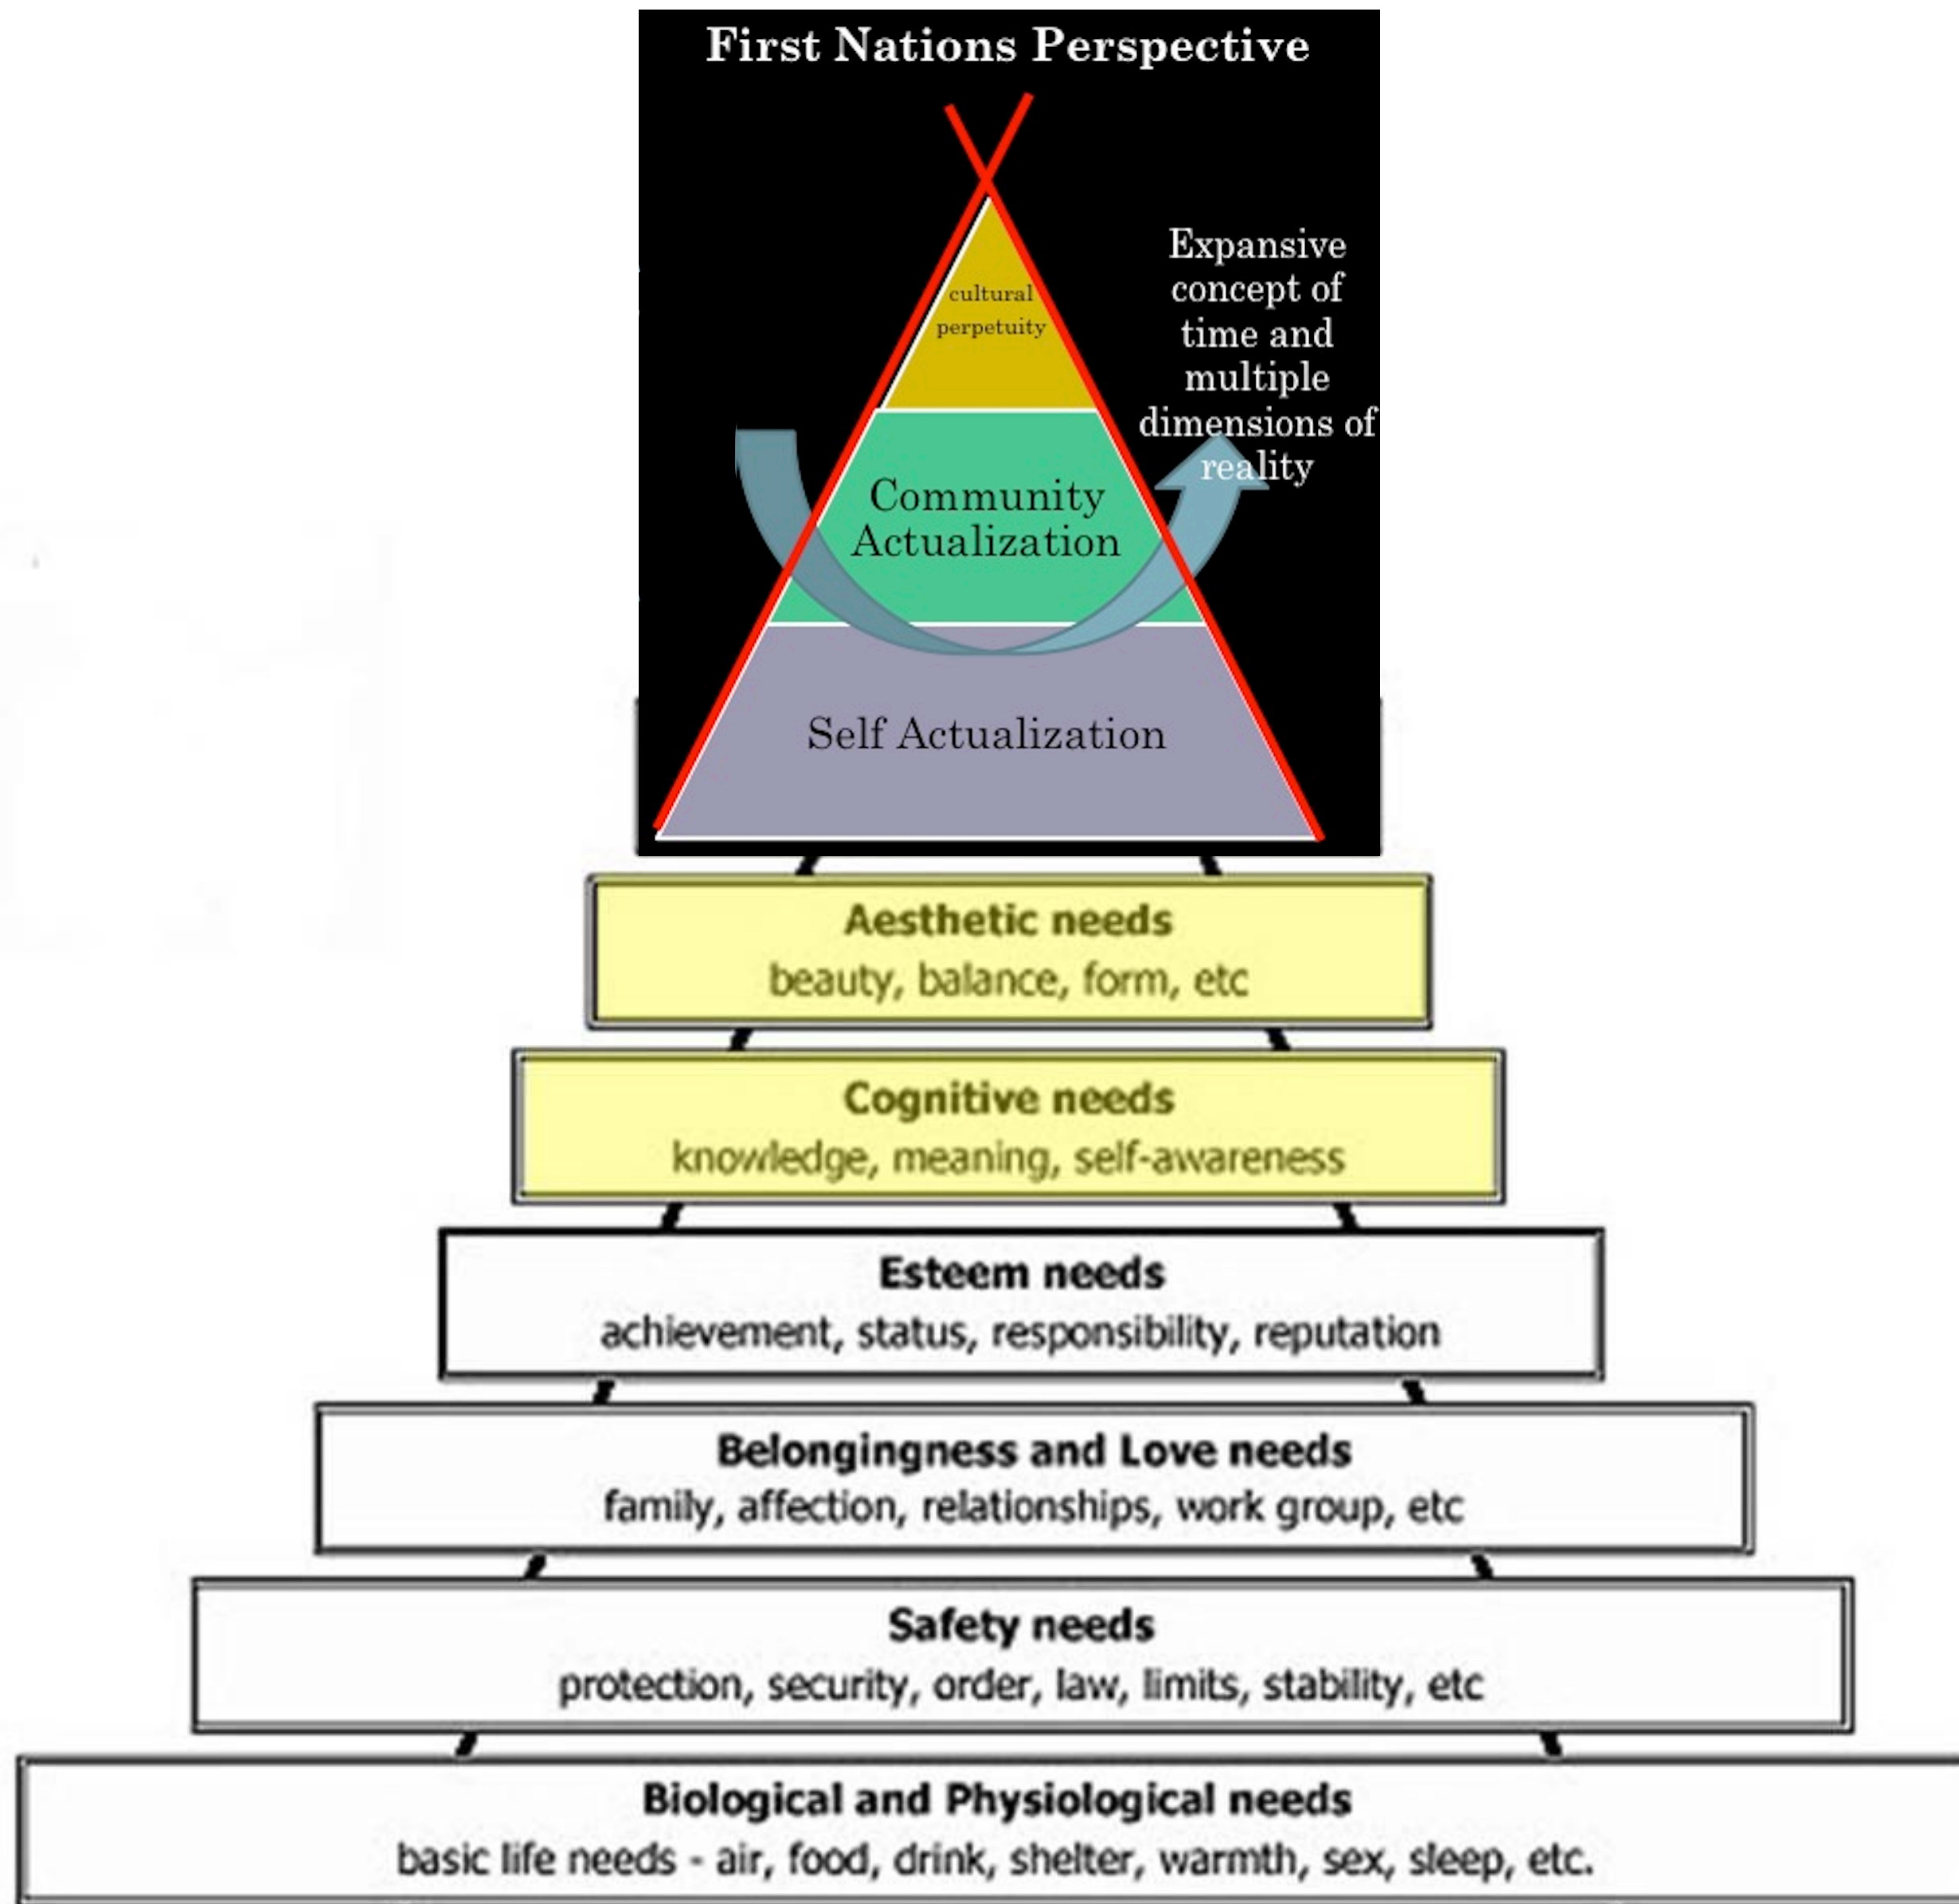 First Nations Perspective
Expansive
concept of
time and
multiple
dimensions of
reality
cultural
perpetuity
Community
Actualization
Self Actualization
Aesthetic needs
beauty, balance, form, etc
Cognitive needs
knowledge, meaning, self-awareness
Esteem needs
achievement, status, responsibility, reputation
Belongingness and Love needs
family, affection, relationships, work group, etc
Safety needs
protection, security, order, law, limits, stability, etc
Biological and Physiological needs
basic life needs - air, food, drink, shelter, warmth, sex, sleep, etc.